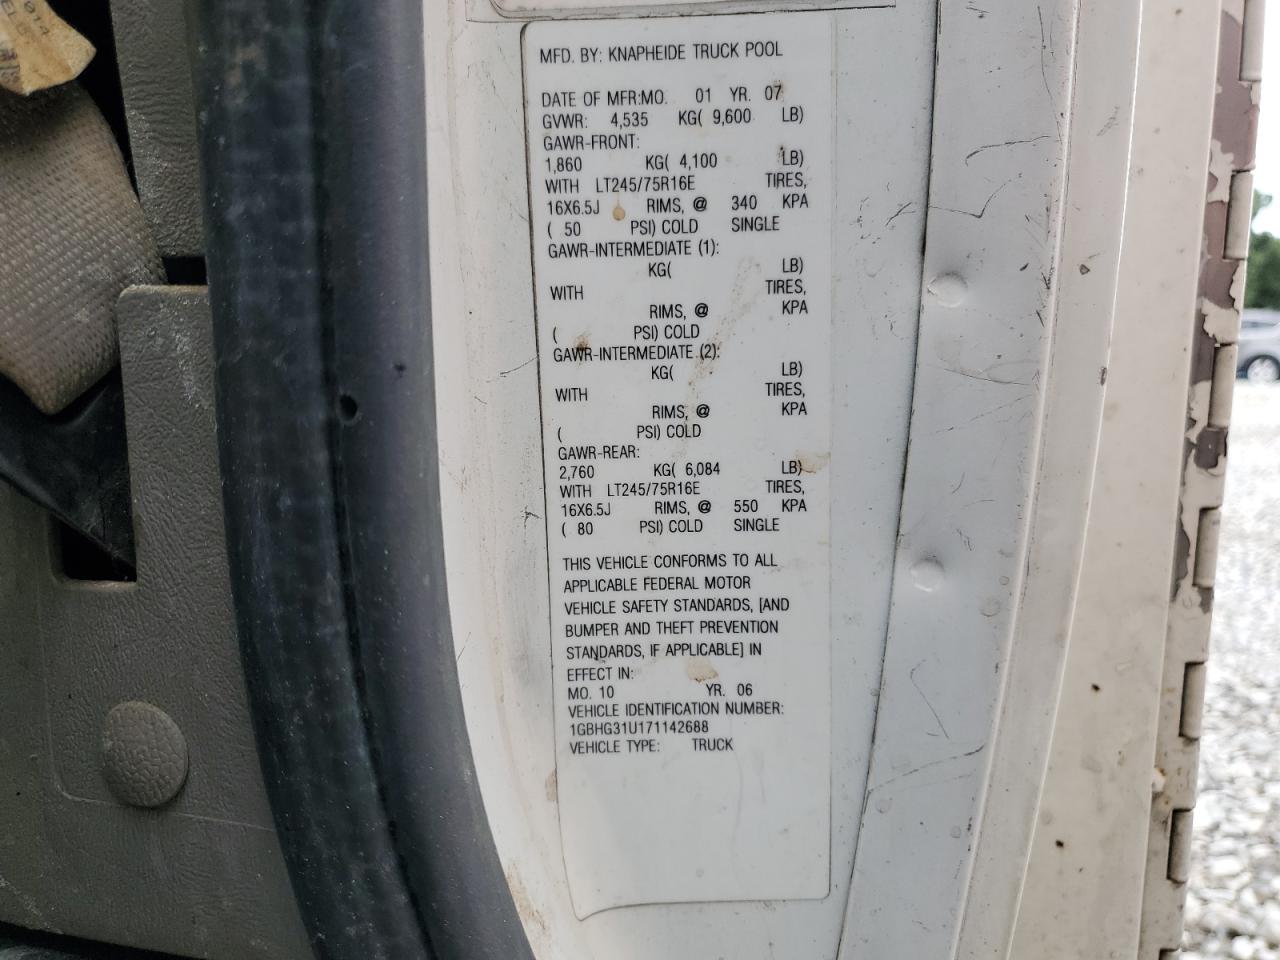 0114
MFD. BY: KNAPHEIDE TRUCK POOL
DATE OF MFR:MO. 01 YR. 07
GVWR: 4,535 KG( 9,600 LB)
GAWR-FRONT:
1,860 KG( 4,100 LB)
WITH LT245/75R16E TIRES,
16X6.5J RIMS, @ 340 KPA
( 50 PSI) COLD SINGLE
GAWR-INTERMEDIATE (1):
KG( LB)
WITH TIRES,
RIMS, @ KPA
( PSI) COLD
GAWR-INTERMEDIATE (2):
KG( LB)
WITH TIRES,
RIMS, @ KPA
( PSI) COLD
GAWR-REAR:
2,760 KG( 6,084 LB)
WITH LT245/75R16E TIRES,
16X6.5J RIMS, @ 550 KPA
( 80 PSI) COLD SINGLE
THIS VEHICLE CONFORMS TO ALL
APPLICABLE FEDERAL MOTOR
VEHICLE SAFETY STANDARDS, [AND
BUMPER AND THEFT PREVENTION
STANDARDS, IF APPLICABLE] IN
EFFECT IN:
MO. 10 YR. 06
VEHICLE IDENTIFICATION NUMBER:
1GBHG31U171142688
VEHICLE TYPE: TRUCK